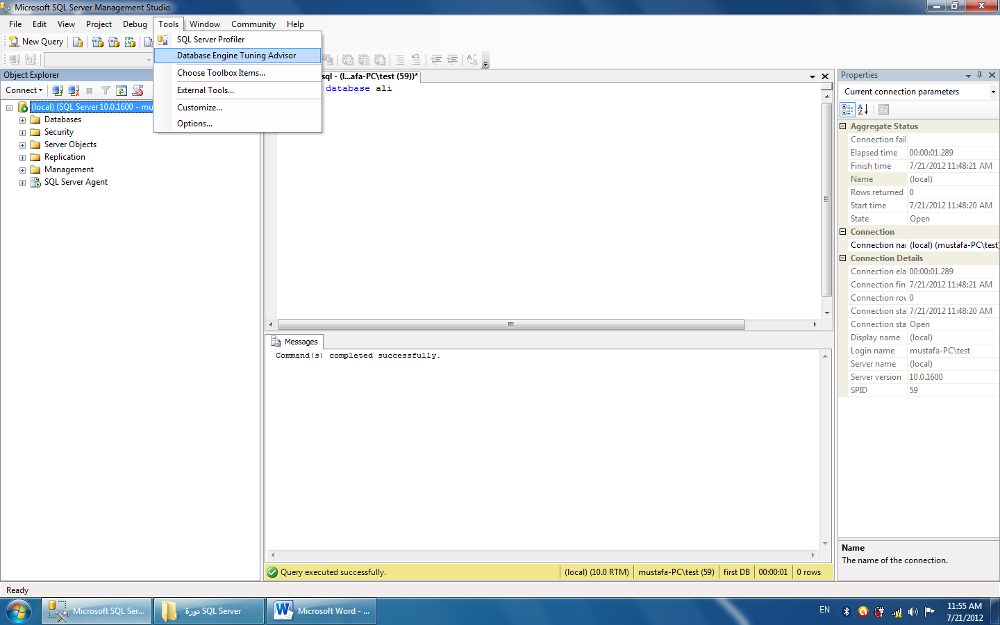 Microsoft SQL Server Management Studio
File Edit View Project Debug Tools Window Community Help
New Query
SQL Server Profiler
Database Engine Tuning Advisor
Choose Toolbox Items...
External Tools...
Customize...
Options...
Object Explorer
Connect
(local) (SQL Server 10.0.1600 - mu
Databases
Security
Server Objects
Replication
Management
SQL Server Agent
sql - (l...afa-PC\test (59))*
database ali
Messages
Command(s) completed successfully.
Query executed successfully.
(local) (10.0 RTM) mustafa-PC\test (59) first DB 00:00:01 0 rows
Properties
Current connection parameters
Aggregate Status
Connection fail
Elapsed time 00:00:01.289
Finish time 7/21/2012 11:48:21 AM
Name (local)
Rows returned 0
Start time 7/21/2012 11:48:20 AM
State Open
Connection
Connection nar (local) (mustafa-PC\test)
Connection Details
Connection ela 00:00:01.289
Connection fin 7/21/2012 11:48:21 AM
Connection rov 0
Connection sta 7/21/2012 11:48:20 AM
Connection sta Open
Display name (local)
Login name mustafa-PC\test
Server name (local)
Server version 10.0.1600
SPID 59
Name
The name of the connection.
Ready
Microsoft SQL Ser...
دورة SQL Server
Microsoft Word - ...
EN
11:55 AM
7/21/2012